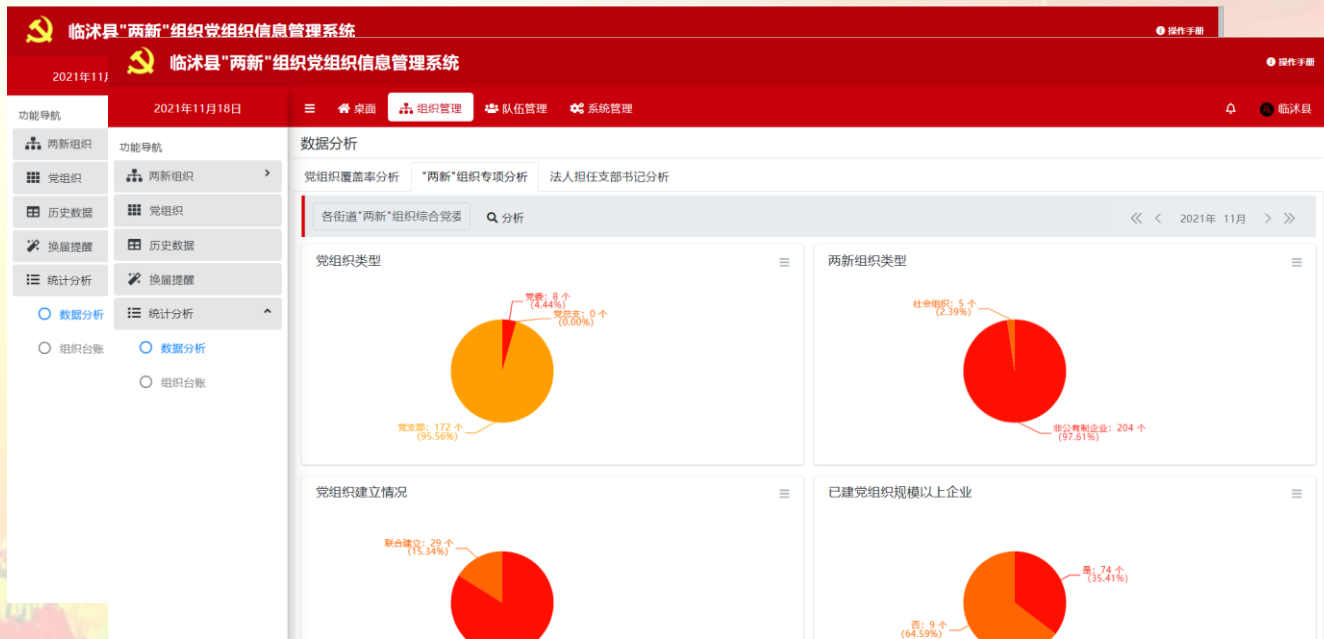 临沭县"两新"组织党组织信息管理系统
操作手册
2021年11月
功能导航
两新组织
党组织
历史数据
换届提醒
统计分析
数据分析
组织台账
临沭县"两新"组织党组织信息管理系统
操作手册
2021年11月18日
桌面
组织管理
队伍管理
系统管理
临沭县
功能导航
两新组织
党组织
历史数据
换届提醒
统计分析
数据分析
组织台账
数据分析
党组织覆盖率分析
"两新"组织专项分析
法人担任支部书记分析
各街道"两新"组织综合党委
分析
2021年 11月
党组织类型
党委: 8 个
(4.44%)
党总支: 0 个
(0.00%)
党支部: 172 个
(95.56%)
两新组织类型
社会组织: 5 个
(2.39%)
非公有制企业: 204 个
(97.61%)
党组织建立情况
联合建立: 29 个
(15.34%)
已建党组织规模以上企业
是: 74 个
(35.41%)
否: 9 个
(64.59%)